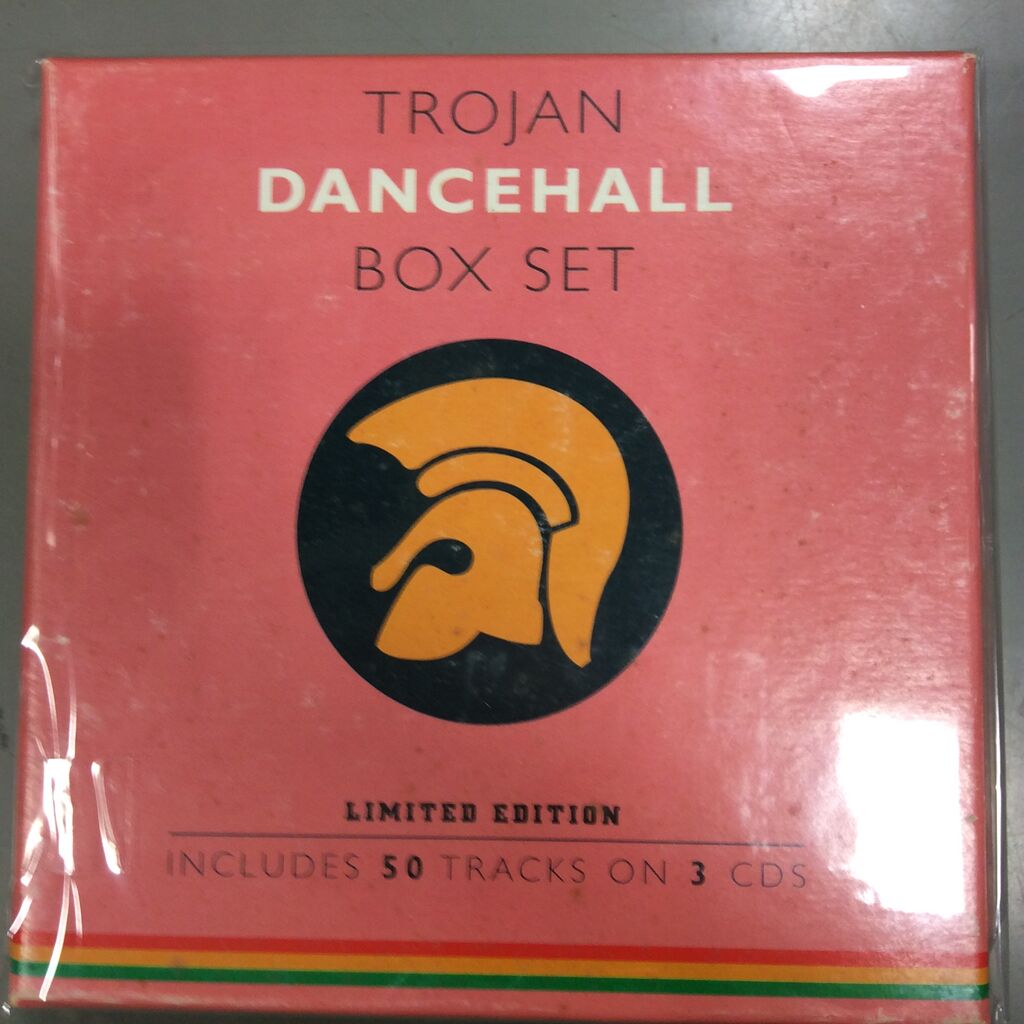 TROJAN
DANCEHALL
BOX SET
LIMITED EDITION
INCLUDES 50 TRACKS ON 3 CDS